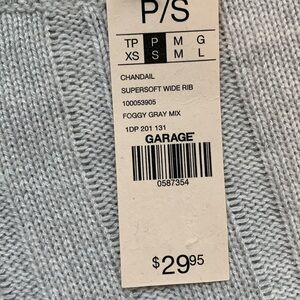 P/S
TP P M G
XS S M L
CHANDAIL
SUPERSOFT WIDE RIB
100053905
FOGGY GRAY MIX
1DP 201 131
GARAGE
0587354
$29.95